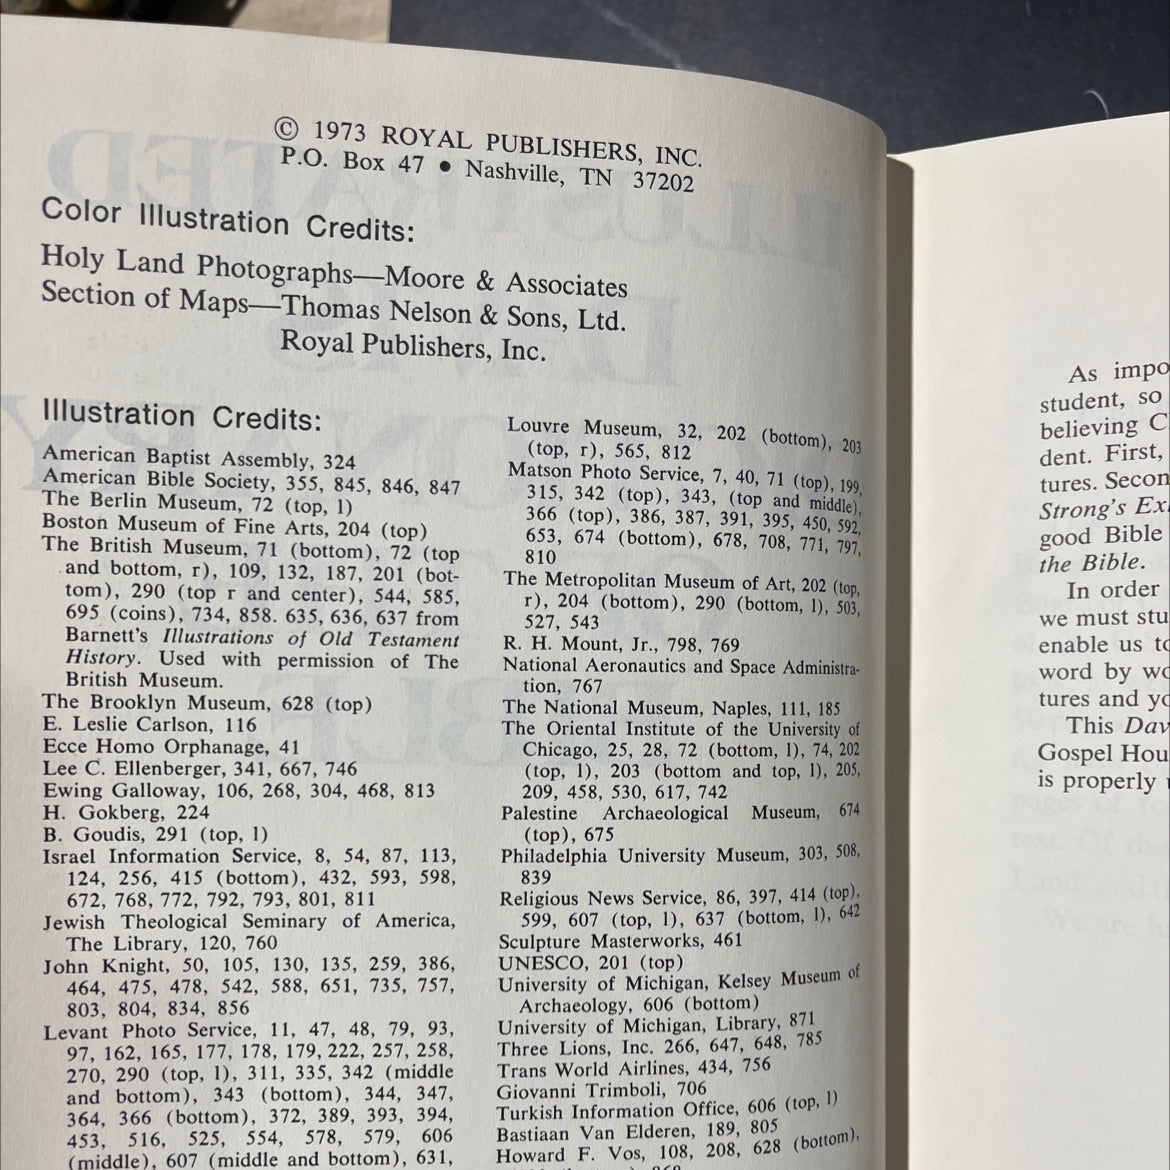 © 1973 ROYAL PUBLISHERS, INC.
P.O. Box 47 • Nashville, TN 37202
Color Illustration Credits:
Holy Land Photographs—Moore & Associates
Section of Maps—Thomas Nelson & Sons, Ltd.
Royal Publishers, Inc.
Illustration Credits:
American Baptist Assembly, 324
American Bible Society, 355, 845, 846, 847
The Berlin Museum, 72 (top, l)
Boston Museum of Fine Arts, 204 (top)
The British Museum, 71 (bottom), 72 (top
and bottom, r), 109, 132, 187, 201 (bot-
tom), 290 (top r and center), 544, 585,
695 (coins), 734, 858. 635, 636, 637 from
Barnett's Illustrations of Old Testament
History. Used with permission of The
British Museum.
The Brooklyn Museum, 628 (top)
E. Leslie Carlson, 116
Ecce Homo Orphanage, 41
Lee C. Ellenberger, 341, 667, 746
Ewing Galloway, 106, 268, 304, 468, 813
H. Gokberg, 224
B. Goudis, 291 (top, l)
Israel Information Service, 8, 54, 87, 113,
124, 256, 415 (bottom), 432, 593, 598,
672, 768, 772, 792, 793, 801, 811
Jewish Theological Seminary of America,
The Library, 120, 760
John Knight, 50, 105, 130, 135, 259, 386,
464, 475, 478, 542, 588, 651, 735, 757,
803, 804, 834, 856
Levant Photo Service, 11, 47, 48, 79, 93,
97, 162, 165, 177, 178, 179, 222, 257, 258,
270, 290 (top, l), 311, 335, 342 (middle
and bottom), 343 (bottom), 344, 347,
364, 366 (bottom), 372, 389, 393, 394,
453, 516, 525, 554, 578, 579, 606
(middle), 607 (middle and bottom), 631,
Louvre Museum, 32, 202 (bottom), 203
(top, r), 565, 812
Matson Photo Service, 7, 40, 71 (top), 199,
315, 342 (top), 343, (top and middle),
366 (top), 386, 387, 391, 395, 450, 592,
653, 674 (bottom), 678, 708, 771, 797,
810
The Metropolitan Museum of Art, 202 (top,
r), 204 (bottom), 290 (bottom, l), 503,
527, 543
R. H. Mount, Jr., 798, 769
National Aeronautics and Space Administra-
tion, 767
The National Museum, Naples, 111, 185
The Oriental Institute of the University of
Chicago, 25, 28, 72 (bottom, l), 74, 202
(top, l), 203 (bottom and top, l), 205,
209, 458, 530, 617, 742
Palestine Archaeological Museum, 674
(top), 675
Philadelphia University Museum, 303, 508,
839
Religious News Service, 86, 397, 414 (top),
599, 607 (top, l), 637 (bottom, l), 642
Sculpture Masterworks, 461
UNESCO, 201 (top)
University of Michigan, Kelsey Museum of
Archaeology, 606 (bottom)
University of Michigan, Library, 871
Three Lions, Inc. 266, 647, 648, 785
Trans World Airlines, 434, 756
Giovanni Trimboli, 706
Turkish Information Office, 606 (top, l)
Bastiaan Van Elderen, 189, 805
Howard F. Vos, 108, 208, 628 (bottom),
As impo
student, so
believing C
dent. First,
tures. Secon
Strong's Ex
good Bible
the Bible.
In order
we must stu
enable us to
word by wo
tures and yo
This Dav
Gospel Hou
is properly